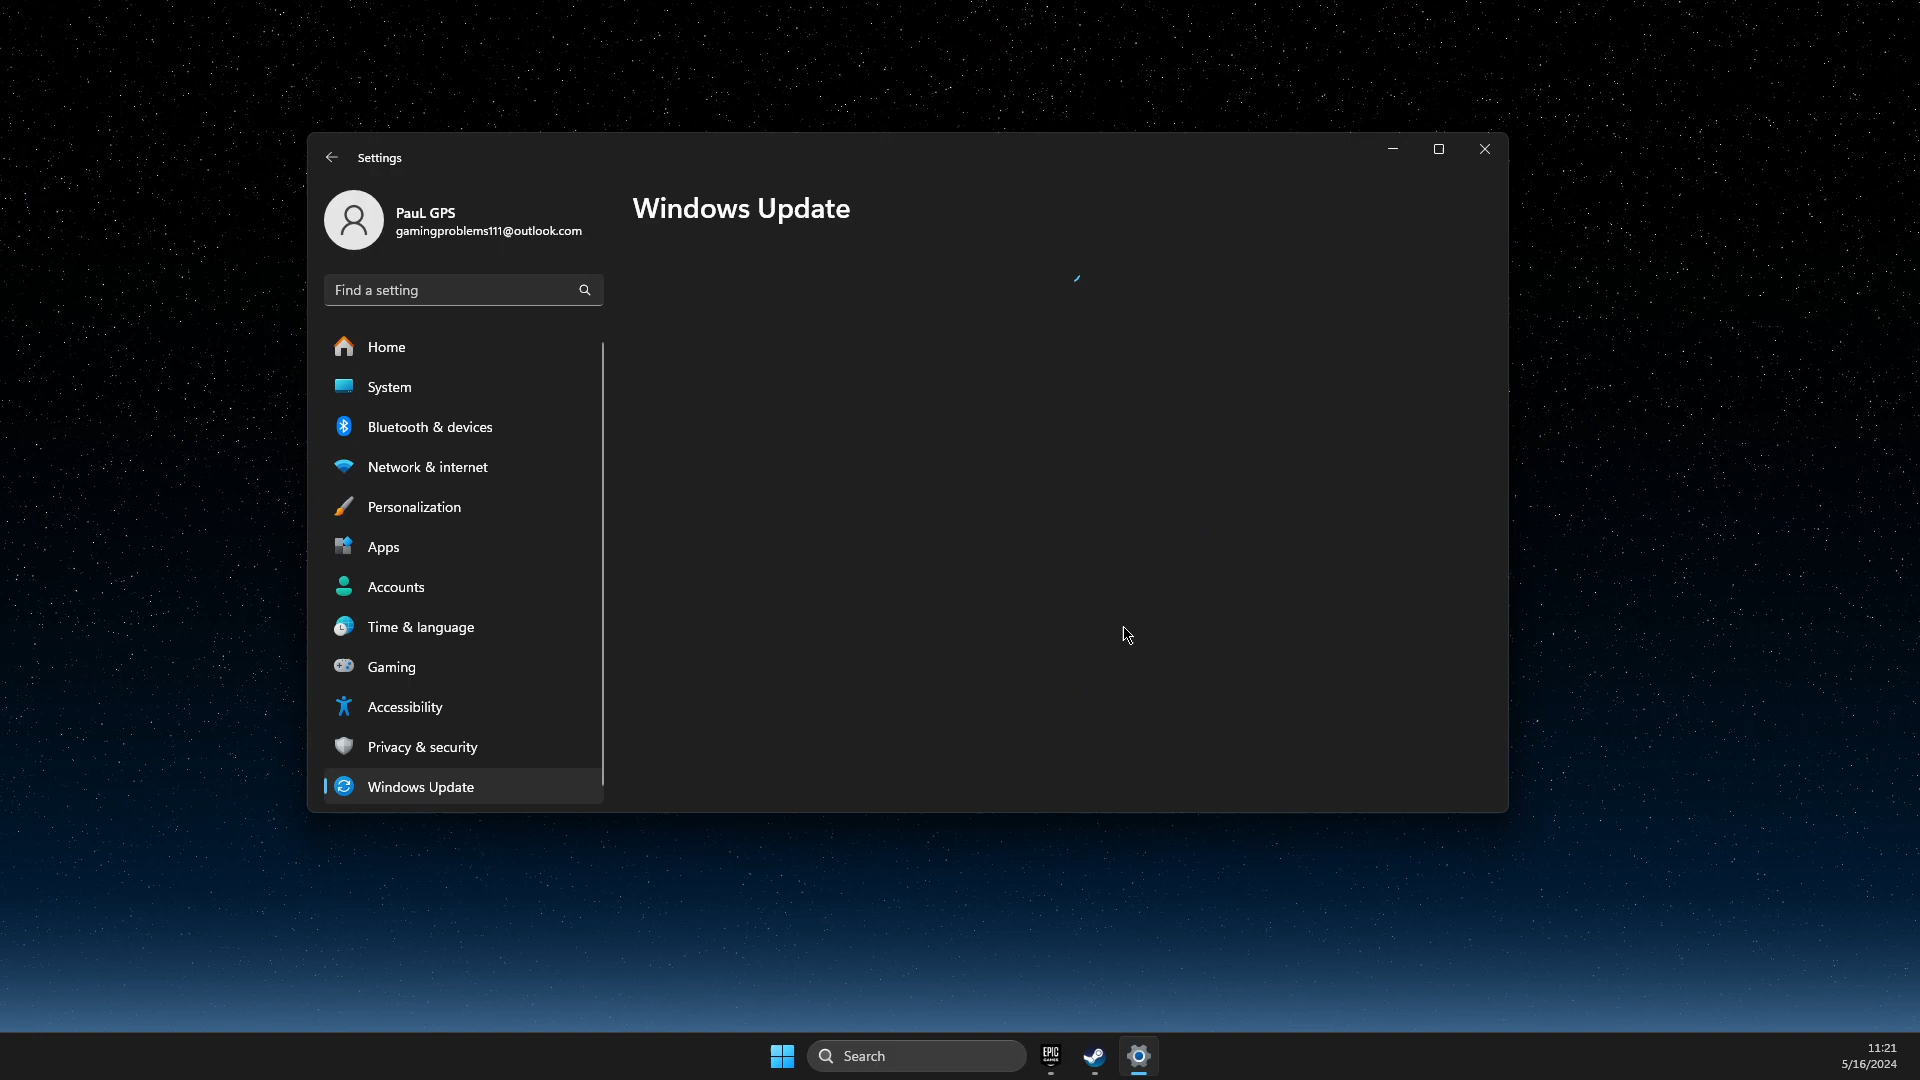 Settings
PauL GPS
gamingproblems111@outlook.com
Windows Update
Find a setting
Home
System
Bluetooth & devices
Network & internet
Personalization
Apps
Accounts
Time & language
Gaming
Accessibility
Privacy & security
Windows Update
Search
EPIC
GAMES
11:21
5/16/2024